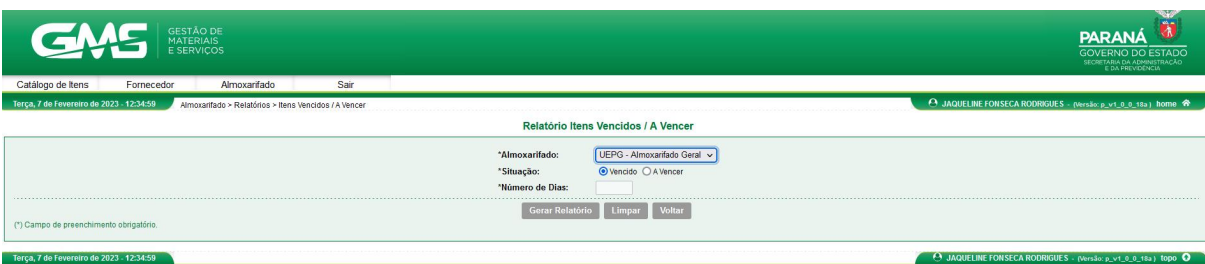 GMS
GESTÃO DE
MATERIAIS
E SERVIÇOS
PARANÁ
GOVERNO DO ESTADO
SECRETARIA DA ADMINISTRAÇÃO
E DA PREVIDÊNCIA
Catálogo de Itens Fornecedor Almoxarifado Sair
Terça, 7 de Fevereiro de 2023 - 12:34:59 Almoxarifado > Relatórios > Itens Vencidos / A Vencer JAQUELINE FONSECA RODRIGUES - (Versão: p_v1_0_0_18a ) home
Relatório Itens Vencidos / A Vencer
*Almoxarifado: UEPG - Almoxarifado Geral
*Situação: Vencido A Vencer
*Número de Dias:
Gerar Relatório Limpar Voltar
(*) Campo de preenchimento obrigatório.
Terça, 7 de Fevereiro de 2023 - 12:34:59 JAQUELINE FONSECA RODRIGUES - (Versão: p_v1_0_0_18a ) topo